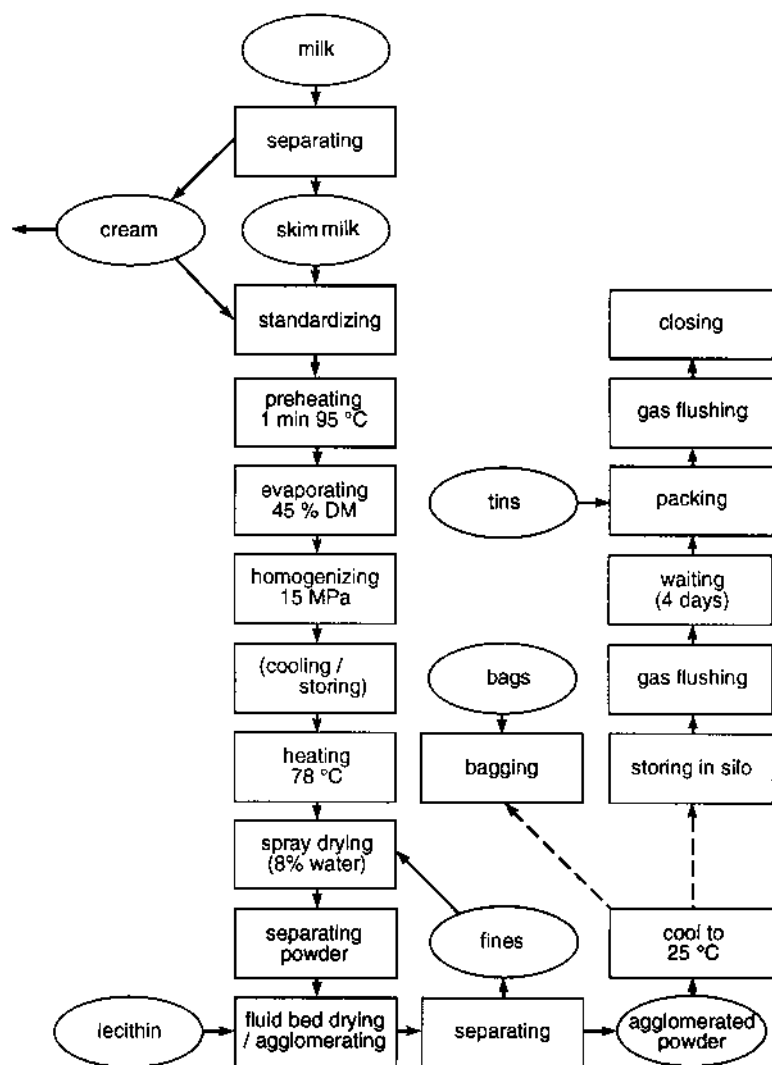 milk
separating
cream
skim milk
standardizing
closing
preheating
1 min 95 °C
gas flushing
evaporating
45 % DM
tins
packing
homogenizing
15 MPa
waiting
(4 days)
(cooling /
storing)
bags
gas flushing
heating
78 °C
bagging
storing in silo
spray drying
(8% water)
separating
powder
fines
cool to
25 °C
lecithin
fluid bed drying
/ agglomerating
separating
agglomerated
powder